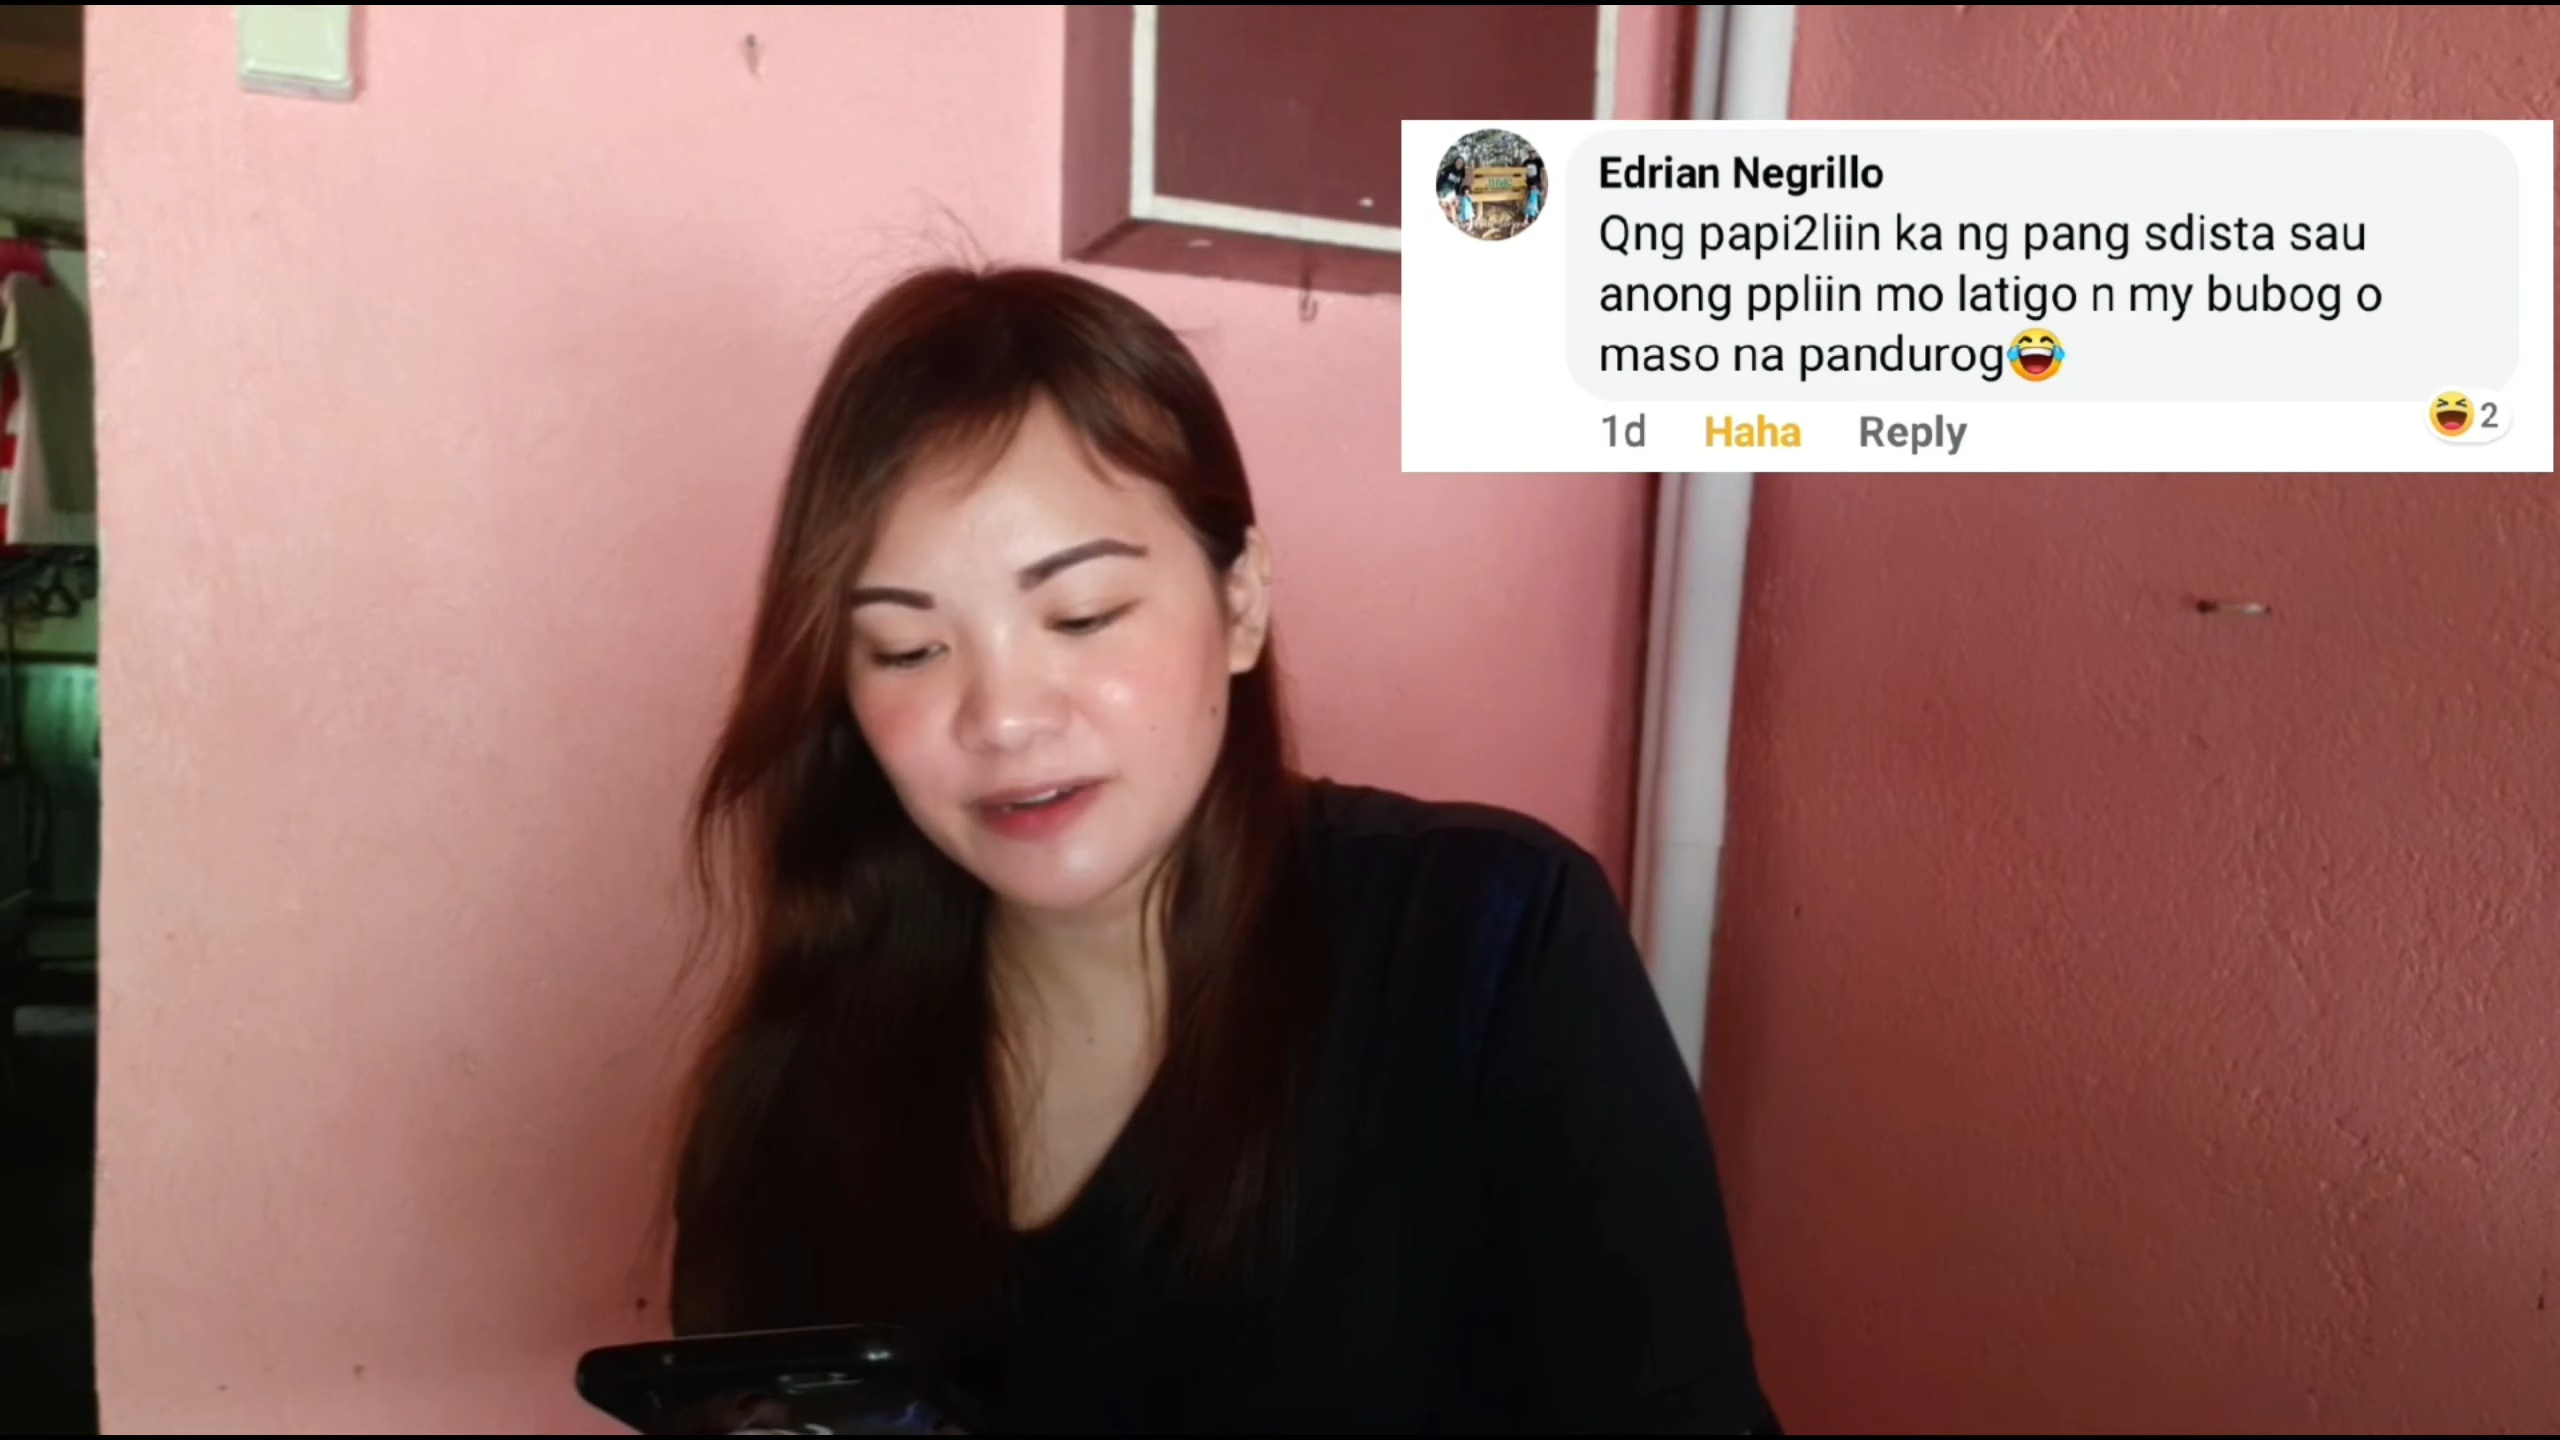 Edrian Negrillo
Qng papi2liin ka ng pang sdista sau
anong ppliin mo latigo n my bubog o
maso na pandurog😂
1d Haha Reply
2